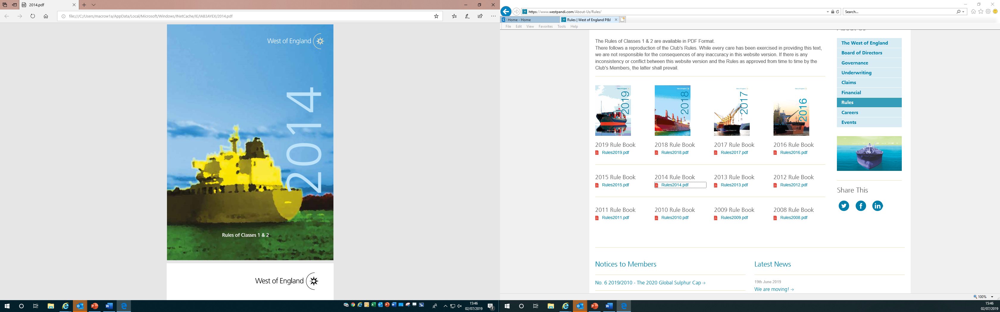 2014.pdf
file:///C:/Users/macrow1a/AppData/Local/Microsoft/Windows/INetCache/IE/IAB3AYEX/2014.pdf
West of England
2014
Rules of Classes 1 & 2
West of England
15:46
02/07/2019
2
https://www.westpandi.com/About-Us/Rules/
Search...
Home - Home
Rules | West of England P&I
File Edit View Favorites Tools Help
The Rules of Classes 1 & 2 are available in PDF Format.
There follows a reproduction of the Club's Rules. While every care has been exercised in providing this text,
we are not responsible for the consequences of any inaccuracy in this website version. If there is any
inconsistency or conflict between this website version and the Rules as approved from time to time by the
Club's Members, the latter shall prevail.
2019 2018 2017 2016
2019 Rule Book 2018 Rule Book 2017 Rule Book 2016 Rule Book
Rules2019.pdf Rules2018.pdf Rules2017.pdf Rules2016.pdf
2015 Rule Book 2014 Rule Book 2013 Rule Book 2012 Rule Book
Rules2015.pdf Rules2014.pdf Rules2013.pdf Rules2012.pdf
2011 Rule Book 2010 Rule Book 2009 Rule Book 2008 Rule Book
Rules2011.pdf Rules2010.pdf Rules2009.pdf Rules2008.pdf
The West of England
Board of Directors
Governance
Underwriting
Claims
Financial
Rules
Careers
Events
Share This
Notices to Members
No. 6 2019/2010 - The 2020 Global Sulphur Cap
Latest News
19th June 2019
We are moving!
100%
15:46
02/07/2019